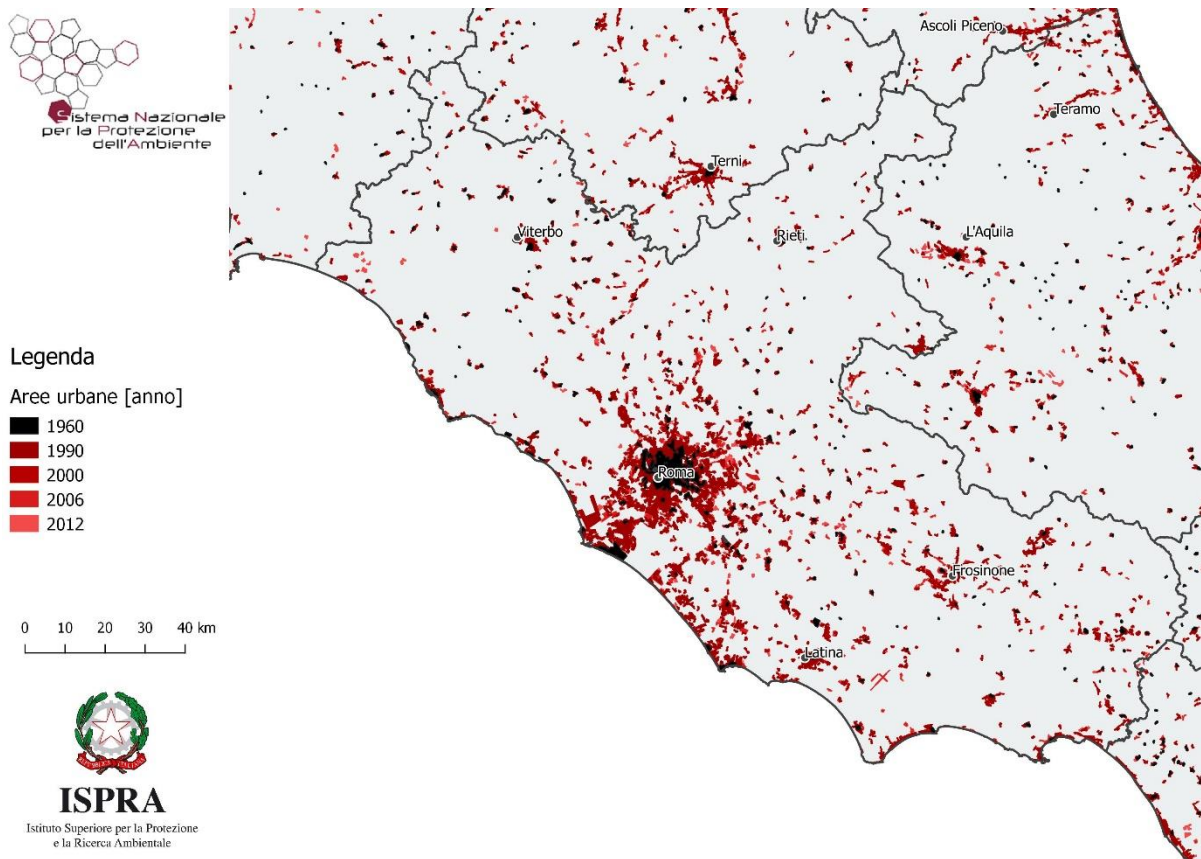 Sistema Nazionale
per la Protezione
dell'Ambiente
Ascoli Piceno
Teramo
Terni
Viterbo
Rieti
L'Aquila
Legenda
Aree urbane [anno]
1960
1990
2000
2006
2012
Roma
Frosinone
Latina
0 10 20 30 40 km
ISPRA
Istituto Superiore per la Protezione
e la Ricerca Ambientale